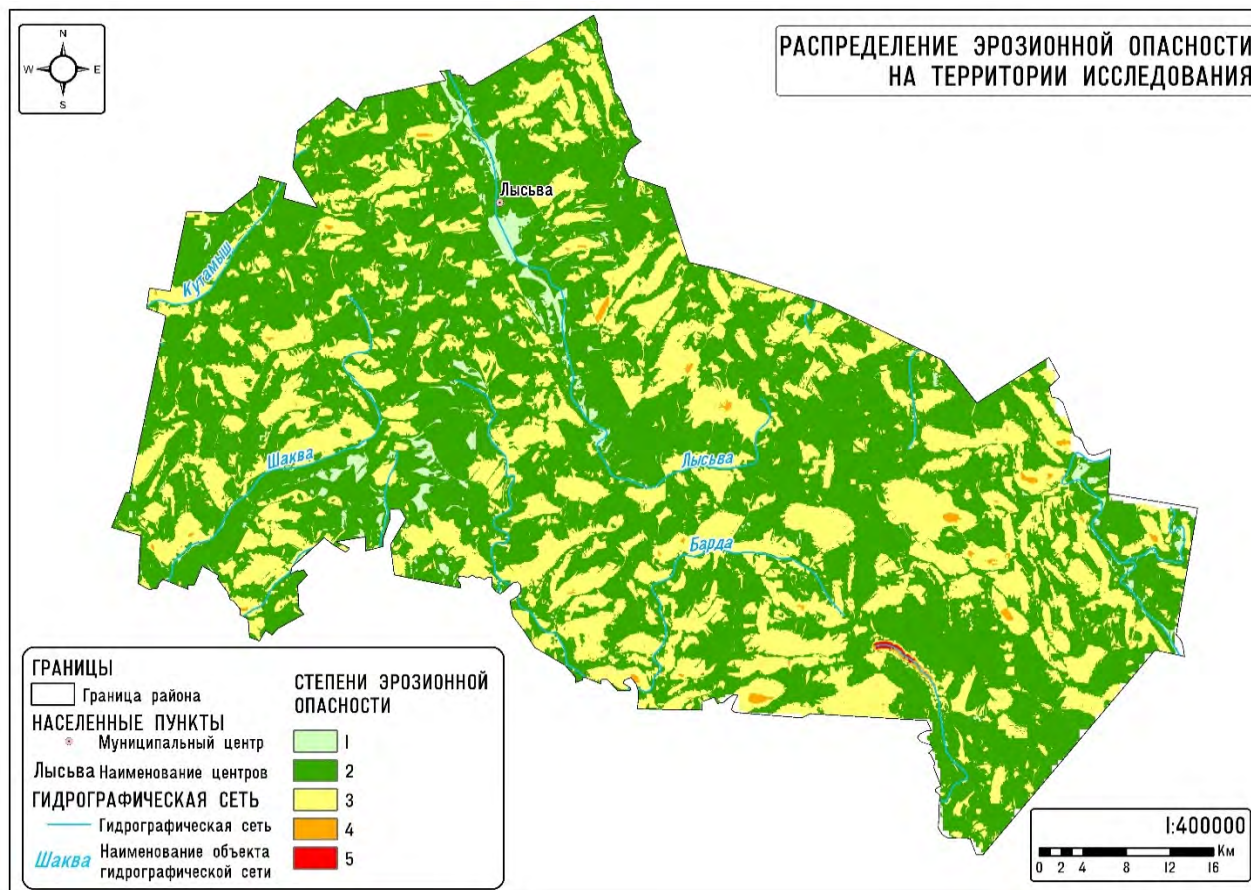 N
W E
S
РАСПРЕДЕЛЕНИЕ ЭРОЗИОННОЙ ОПАСНОСТИ
НА ТЕРРИТОРИИ ИССЛЕДОВАНИЯ
Лысьва
Кутамыш
Шаква
Лысьва
Барда
ГРАНИЦЫ
Граница района
НАСЕЛЕННЫЕ ПУНКТЫ
Муниципальный центр
Лысьва Наименование центров
ГИДРОГРАФИЧЕСКАЯ СЕТЬ
Гидрографическая сеть
Шаква Наименование объекта
гидрографической сети
СТЕПЕНИ ЭРОЗИОННОЙ
ОПАСНОСТИ
1
2
3
4
5
1:400000
Км
0 2 4 8 12 16